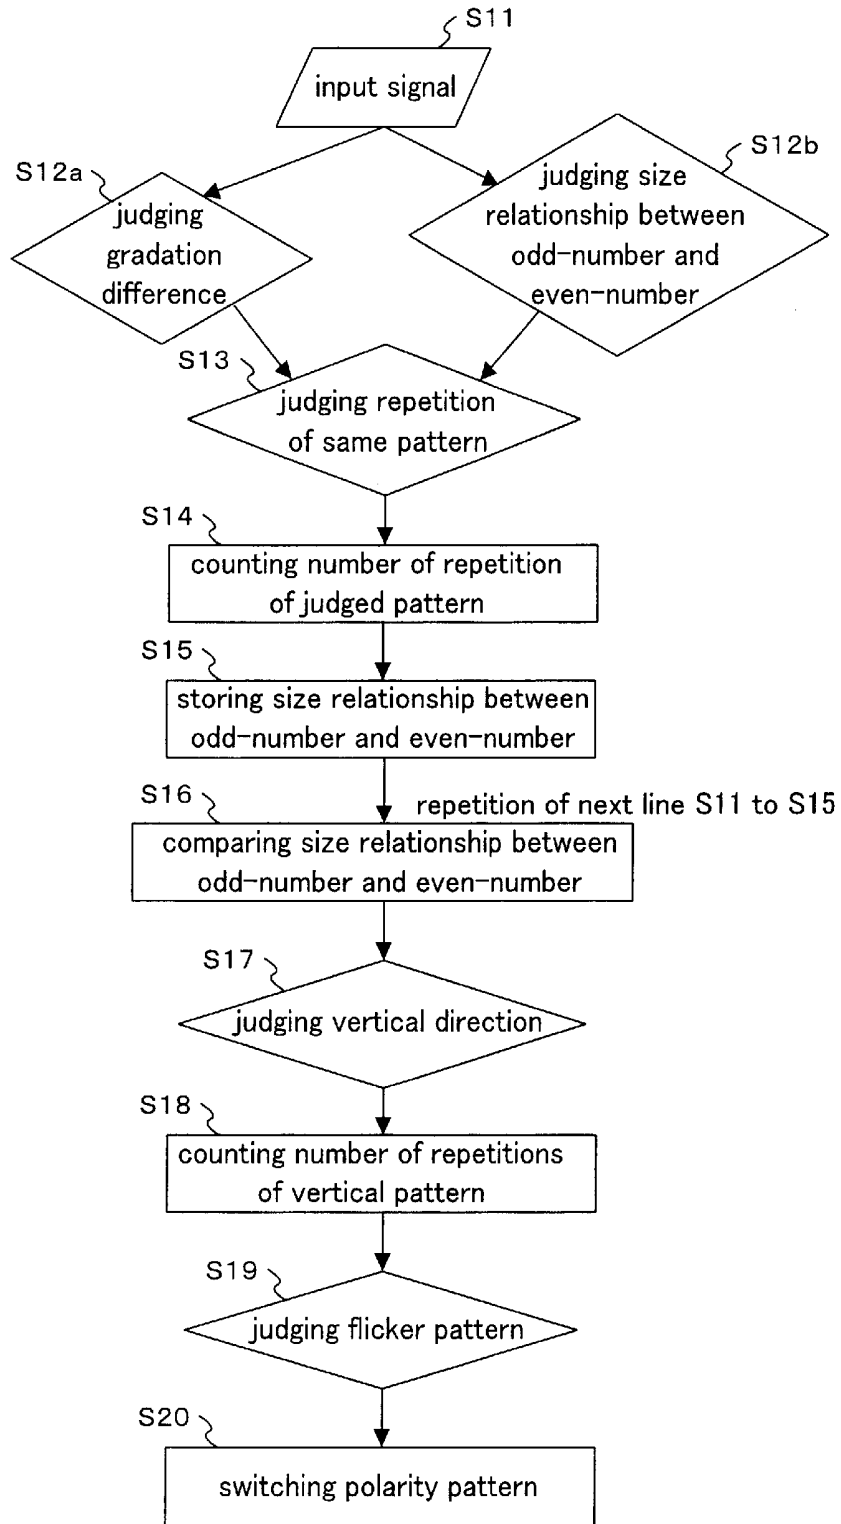 S11
input signal
S12a
judging
gradation
difference
S12b
judging size
relationship between
odd-number and
even-number
S13
judging repetition
of same pattern
S14
counting number of repetition
of judged pattern
S15
storing size relationship between
odd-number and even-number
S16
repetition of next line S11 to S15
comparing size relationship between
odd-number and even-number
S17
judging vertical direction
S18
counting number of repetitions
of vertical pattern
S19
judging flicker pattern
S20
switching polarity pattern